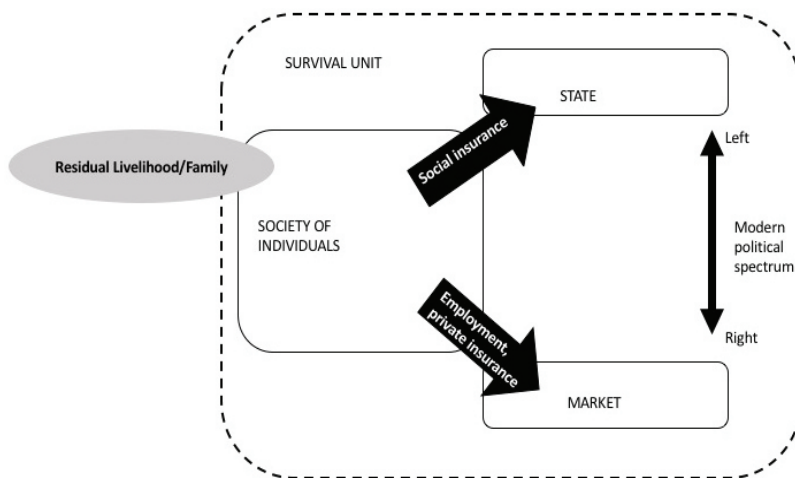 SURVIVAL UNIT
STATE
Social insurance
Left
Residual Livelihood/Family
SOCIETY OF
INDIVIDUALS
Modern
political
spectrum
Employment,
private insurance
Right
MARKET